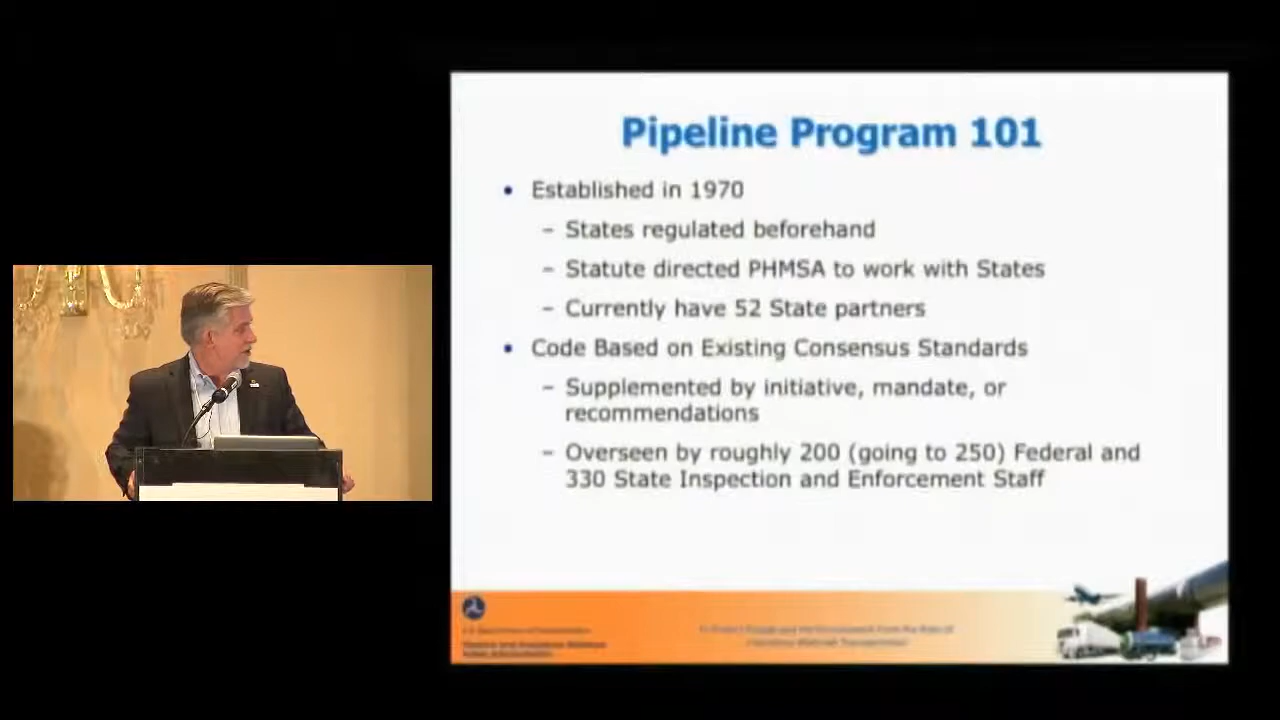 Pipeline Program 101
• Established in 1970
– States regulated beforehand
– Statute directed PHMSA to work with States
– Currently have 52 State partners
• Code Based on Existing Consensus Standards
– Supplemented by initiative, mandate, or
recommendations
– Overseen by roughly 200 (going to 250) Federal and
330 State Inspection and Enforcement Staff